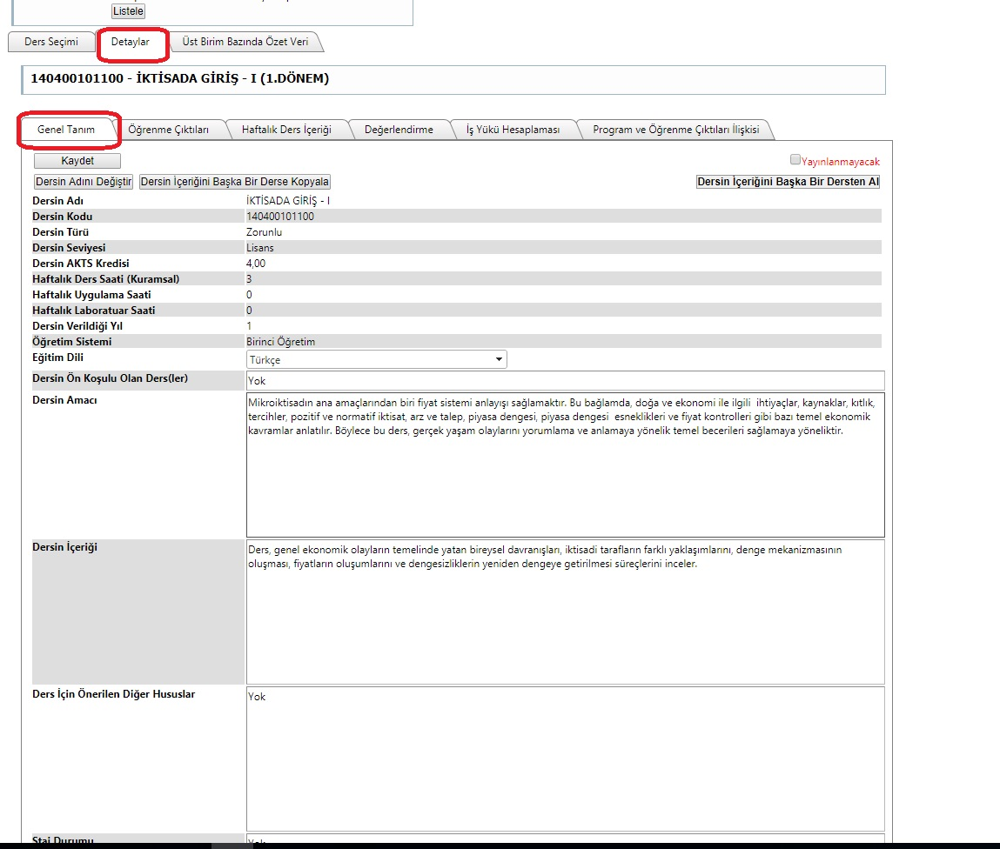 Listele
Ders Seçimi Detaylar Üst Birim Bazında Özet Veri
140400101100 - İKTİSADA GİRİŞ - I (1.DÖNEM)
Genel Tanım Öğrenme Çıktıları Haftalık Ders İçeriği Değerlendirme İş Yükü Hesaplaması Program ve Öğrenme Çıktıları İlişkisi
Kaydet Yayınlanmayacak
Dersin Adını Değiştir Dersin İçeriğini Başka Bir Derse Kopyala Dersin İçeriğini Başka Bir Dersten Al
Dersin Adı İKTİSADA GİRİŞ - I
Dersin Kodu 140400101100
Dersin Türü Zorunlu
Dersin Seviyesi Lisans
Dersin AKTS Kredisi 4,00
Haftalık Ders Saati (Kuramsal) 3
Haftalık Uygulama Saati 0
Haftalık Laboratuar Saati 0
Dersin Verildiği Yıl 1
Öğretim Sistemi Birinci Öğretim
Eğitim Dili Türkçe
Dersin Ön Koşulu Olan Ders(ler) Yok
Dersin Amacı Mikroiktisadın ana amaçlarından biri fiyat sistemi anlayışı sağlamaktır. Bu bağlamda, doğa ve ekonomi ile ilgili  ihtiyaçlar, kaynaklar, kıtlık,
tercihler, pozitif ve normatif iktisat, arz ve talep, piyasa dengesi, piyasa dengesi  esneklikleri ve fiyat kontrolleri gibi bazı temel ekonomik
kavramlar anlatılır. Böylece bu ders, gerçek yaşam olaylarını yorumlama ve anlamaya yönelik temel becerileri sağlamaya yöneliktir.
Dersin İçeriği Ders, genel ekonomik olayların temelinde yatan bireysel davranışları, iktisadi tarafların farklı yaklaşımlarını, denge mekanizmasının
oluşması, fiyatların oluşumlarını ve dengesizliklerin yeniden dengeye getirilmesi süreçlerini inceler.
Ders İçin Önerilen Diğer Hususlar Yok
Staj Durumu Yok